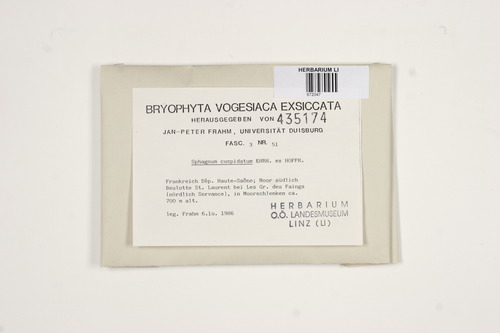 HERBARIUM LI
BRYOPHYTA VOGESIACA EXSICCATA
HERAUSGEGEBEN VON 435174
JAN-PETER FRAHM, UNIVERSITÄT DUISBURG
FASC. 3 NR. 51
Sphagnum cuspidatum EHRH. ex HOFFM.
Frankreich Dêp. Haute-Saône; Moor südlich
Beulotte St. Laurent bei Les Gr. des Faings
(nördlich Servance), in Moorschlenken ca.
700 m alt.
leg. Frahm 6.10. 1986
HERBARIUM
O.Ö. LANDESMUSEUM
LINZ (LI)